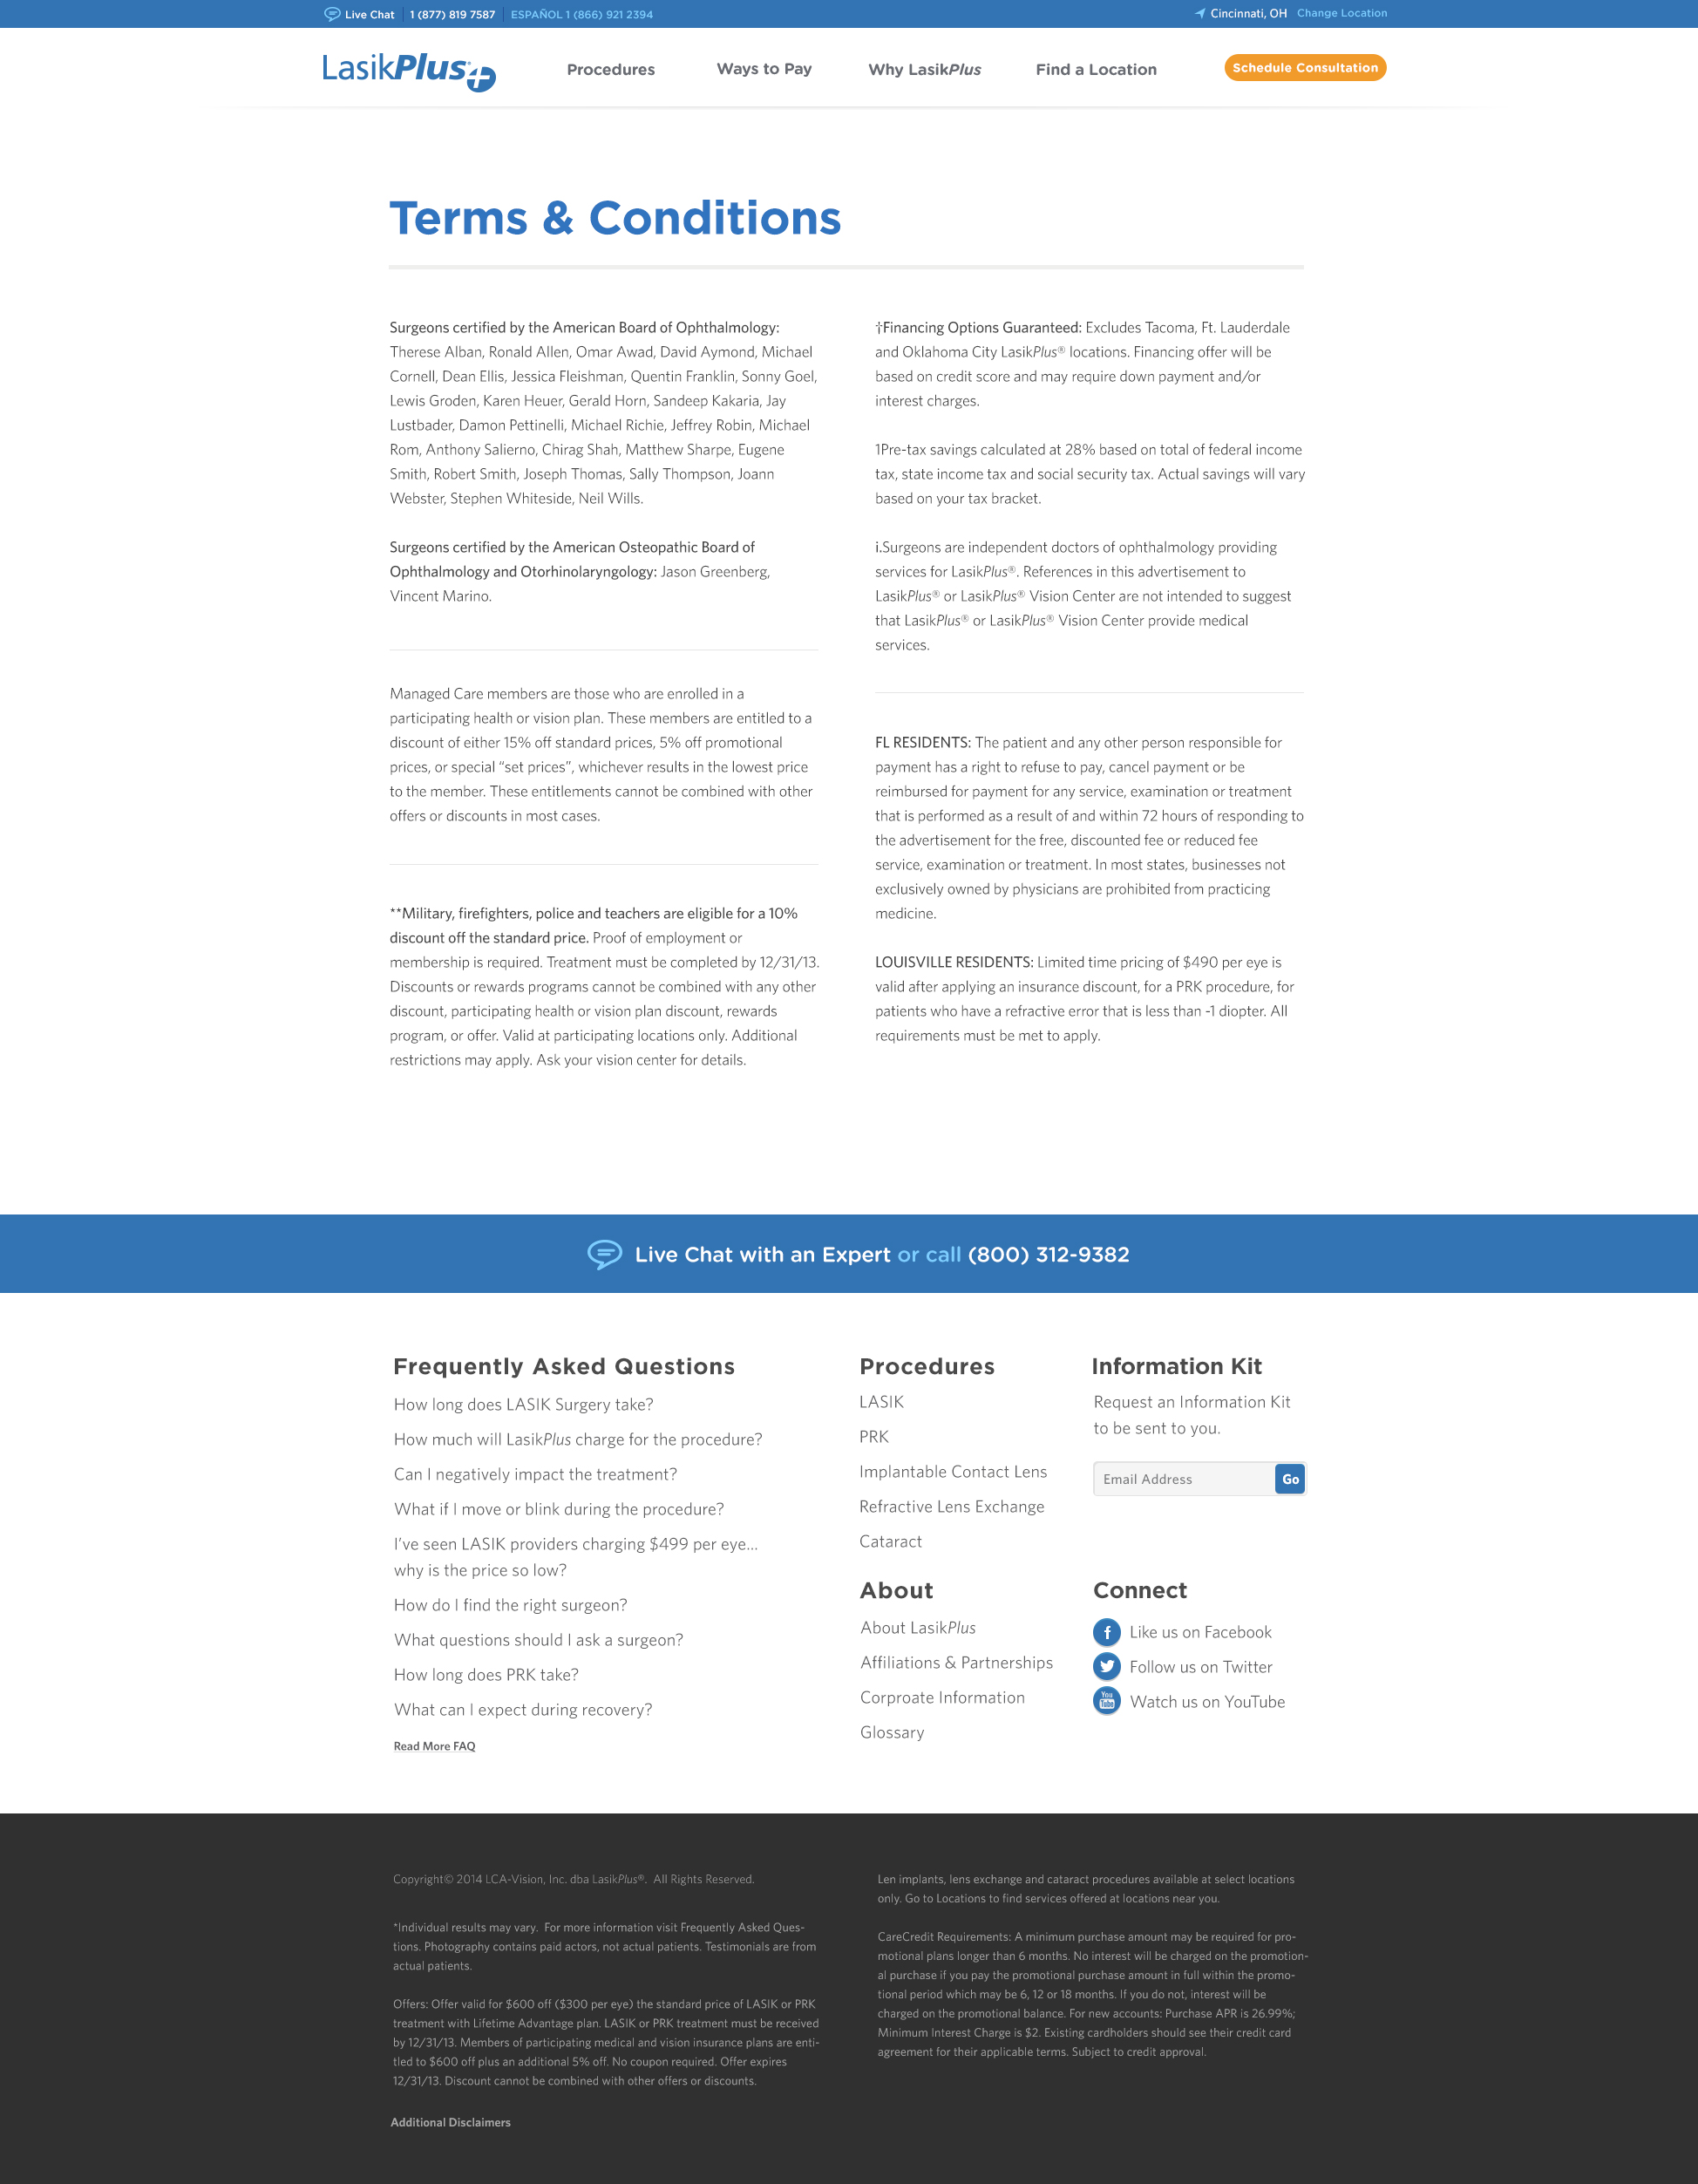 Live Chat 1 (877) 819 7587 ESPAÑOL 1 (866) 921 2394
Cincinnati, OH Change Location
LasikPlus
Procedures
Ways to Pay
Why LasikPlus
Find a Location
Schedule Consultation
Terms & Conditions
Surgeons certified by the American Board of Ophthalmology:
Therese Alban, Ronald Allen, Omar Awad, David Aymond, Michael
Cornell, Dean Ellis, Jessica Fleishman, Quentin Franklin, Sonny Goel,
Lewis Groden, Karen Heuer, Gerald Horn, Sandeep Kakaria, Jay
Lustbader, Damon Pettinelli, Michael Richie, Jeffrey Robin, Michael
Rom, Anthony Salierno, Chirag Shah, Matthew Sharpe, Eugene
Smith, Robert Smith, Joseph Thomas, Sally Thompson, Joann
Webster, Stephen Whiteside, Neil Wills.
Surgeons certified by the American Osteopathic Board of
Ophthalmology and Otorhinolaryngology: Jason Greenberg,
Vincent Marino.
Managed Care members are those who are enrolled in a
participating health or vision plan. These members are entitled to a
discount of either 15% off standard prices, 5% off promotional
prices, or special “set prices”, whichever results in the lowest price
to the member. These entitlements cannot be combined with other
offers or discounts in most cases.
**Military, firefighters, police and teachers are eligible for a 10%
discount off the standard price. Proof of employment or
membership is required. Treatment must be completed by 12/31/13.
Discounts or rewards programs cannot be combined with any other
discount, participating health or vision plan discount, rewards
program, or offer. Valid at participating locations only. Additional
restrictions may apply. Ask your vision center for details.
†Financing Options Guaranteed: Excludes Tacoma, Ft. Lauderdale
and Oklahoma City LasikPlus® locations. Financing offer will be
based on credit score and may require down payment and/or
interest charges.
1Pre-tax savings calculated at 28% based on total of federal income
tax, state income tax and social security tax. Actual savings will vary
based on your tax bracket.
i.Surgeons are independent doctors of ophthalmology providing
services for LasikPlus®. References in this advertisement to
LasikPlus® or LasikPlus® Vision Center are not intended to suggest
that LasikPlus® or LasikPlus® Vision Center provide medical
services.
FL RESIDENTS: The patient and any other person responsible for
payment has a right to refuse to pay, cancel payment or be
reimbursed for payment for any service, examination or treatment
that is performed as a result of and within 72 hours of responding to
the advertisement for the free, discounted fee or reduced fee
service, examination or treatment. In most states, businesses not
exclusively owned by physicians are prohibited from practicing
medicine.
LOUISVILLE RESIDENTS: Limited time pricing of $490 per eye is
valid after applying an insurance discount, for a PRK procedure, for
patients who have a refractive error that is less than -1 diopter. All
requirements must be met to apply.
Live Chat with an Expert or call (800) 312-9382
Frequently Asked Questions
How long does LASIK Surgery take?
How much will LasikPlus charge for the procedure?
Can I negatively impact the treatment?
What if I move or blink during the procedure?
I’ve seen LASIK providers charging $499 per eye...
why is the price so low?
How do I find the right surgeon?
What questions should I ask a surgeon?
How long does PRK take?
What can I expect during recovery?
Read More FAQ
Procedures
LASIK
PRK
Implantable Contact Lens
Refractive Lens Exchange
Cataract
About
About LasikPlus
Affiliations & Partnerships
Corproate Information
Glossary
Information Kit
Request an Information Kit
to be sent to you.
Email Address Go
Connect
Like us on Facebook
Follow us on Twitter
You Tube Watch us on YouTube
Copyright© 2014 LCA-Vision, Inc. dba LasikPlus®. All Rights Reserved.
*Individual results may vary. For more information visit Frequently Asked Ques-
tions. Photography contains paid actors, not actual patients. Testimonials are from
actual patients.
Offers: Offer valid for $600 off ($300 per eye) the standard price of LASIK or PRK
treatment with Lifetime Advantage plan. LASIK or PRK treatment must be received
by 12/31/13. Members of participating medical and vision insurance plans are enti-
tled to $600 off plus an additional 5% off. No coupon required. Offer expires
12/31/13. Discount cannot be combined with other offers or discounts.
Additional Disclaimers
Len implants, lens exchange and cataract procedures available at select locations
only. Go to Locations to find services offered at locations near you.
CareCredit Requirements: A minimum purchase amount may be required for pro-
motional plans longer than 6 months. No interest will be charged on the promotion-
al purchase if you pay the promotional purchase amount in full within the promo-
tional period which may be 6, 12 or 18 months. If you do not, interest will be
charged on the promotional balance. For new accounts: Purchase APR is 26.99%;
Minimum Interest Charge is $2. Existing cardholders should see their credit card
agreement for their applicable terms. Subject to credit approval.